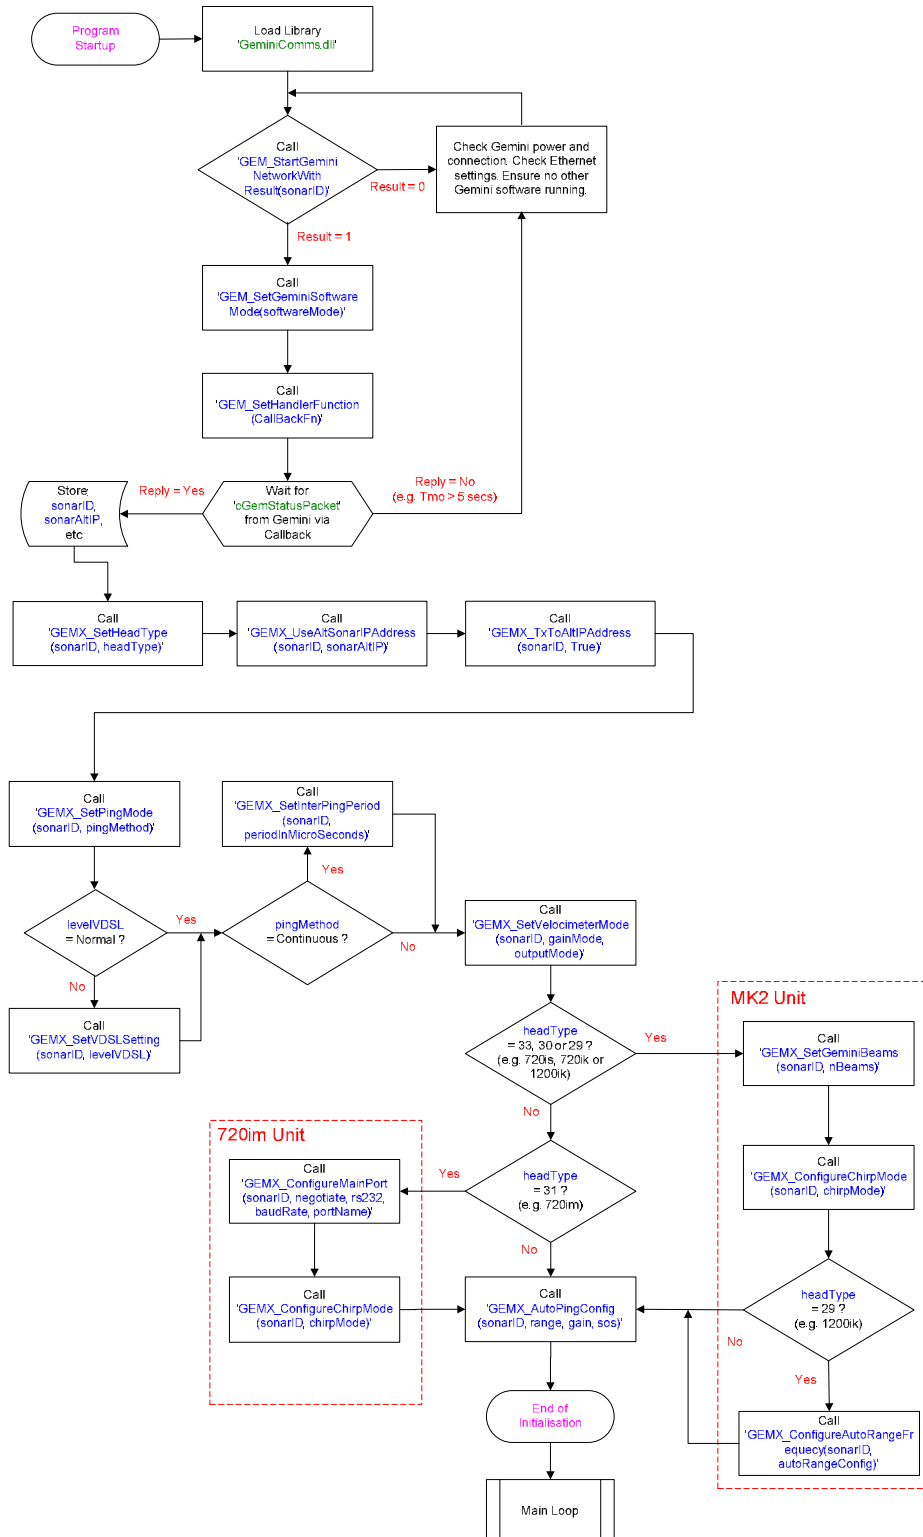 Program
Startup
Load Library
'GeminiComms.dll'
Call
'GEM_StartGemini
NetworkWith
Result(sonarID)'
Result = 0
Check Gemini power and
connection. Check Ethernet
settings. Ensure no other
Gemini software running.
Result = 1
Call
'GEM_SetGeminiSoftware
Mode(softwareMode)'
Call
'GEM_SetHandlerFunction
(CallBackFn)'
Store;
sonarID,
sonarAltIP,
etc
Reply = Yes
Wait for
'cGemStatusPacket'
from Gemini via
Callback
Reply = No
(e.g. Tmo > 5 secs)
Call
'GEMX_SetHeadType
(sonarID, headType)'
Call
'GEMX_UseAltSonarIPAddress
(sonarID, sonarAltIP)'
Call
'GEMX_TxToAltIPAddress
(sonarID, True)'
Call
'GEMX_SetPingMode
(sonarID, pingMethod)'
Call
'GEMX_SetInterPingPeriod
(sonarID,
periodInMicroSeconds)'
Yes
levelVDSL
= Normal ?
Yes
pingMethod
= Continuous ?
No
Call
'GEMX_SetVelocimeterMode
(sonarID, gainMode,
outputMode)'
No
Call
'GEMX_SetVDSLSetting
(sonarID, levelVDSL)'
headType
= 33, 30 or 29 ?
(e.g. 720is, 720ik or
1200ik)
Yes
MK2 Unit
Call
'GEMX_SetGeminiBeams
(sonarID, nBeams)'
No
720im Unit
Call
'GEMX_ConfigureMainPort
(sonarID, negotiate, rs232,
baudRate, portName)'
Yes
headType
= 31 ?
(e.g. 720im)
Call
'GEMX_ConfigureChirpMode
(sonarID, chirpMode)'
No
Call
'GEMX_ConfigureChirpMode
(sonarID, chirpMode)'
Call
'GEMX_AutoPingConfig
(sonarID, range, gain, sos)'
headType
= 29 ?
(e.g. 1200ik)
No
Yes
End of
Initialisation
Call
'GEMX_ConfigureAutoRangeFr
equecy(sonarID,
autoRangeConfig)'
Main Loop